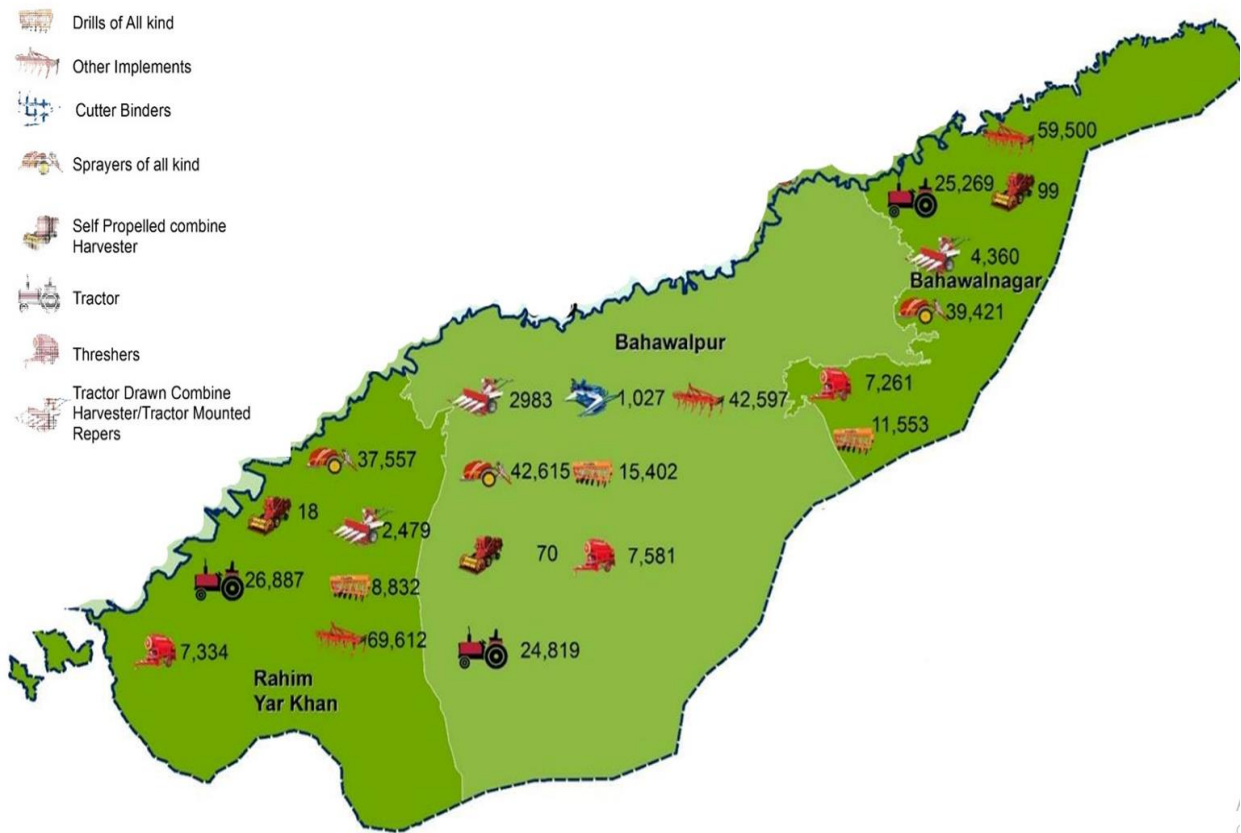 Drills of All kind
Other Implements
Cutter Binders
Sprayers of all kind
Self Propelled combine
Harvester
Tractor
Threshers
Tractor Drawn Combine
Harvester/Tractor Mounted
Repers
59,500
25,269
99
4,360
Bahawalnagar
39,421
Bahawalpur
7,261
2983
1,027
42,597
11,553
37,557
42,615
15,402
18
2,479
70
7,581
26,887
8,832
69,612
24,819
7,334
Rahim
Yar Khan